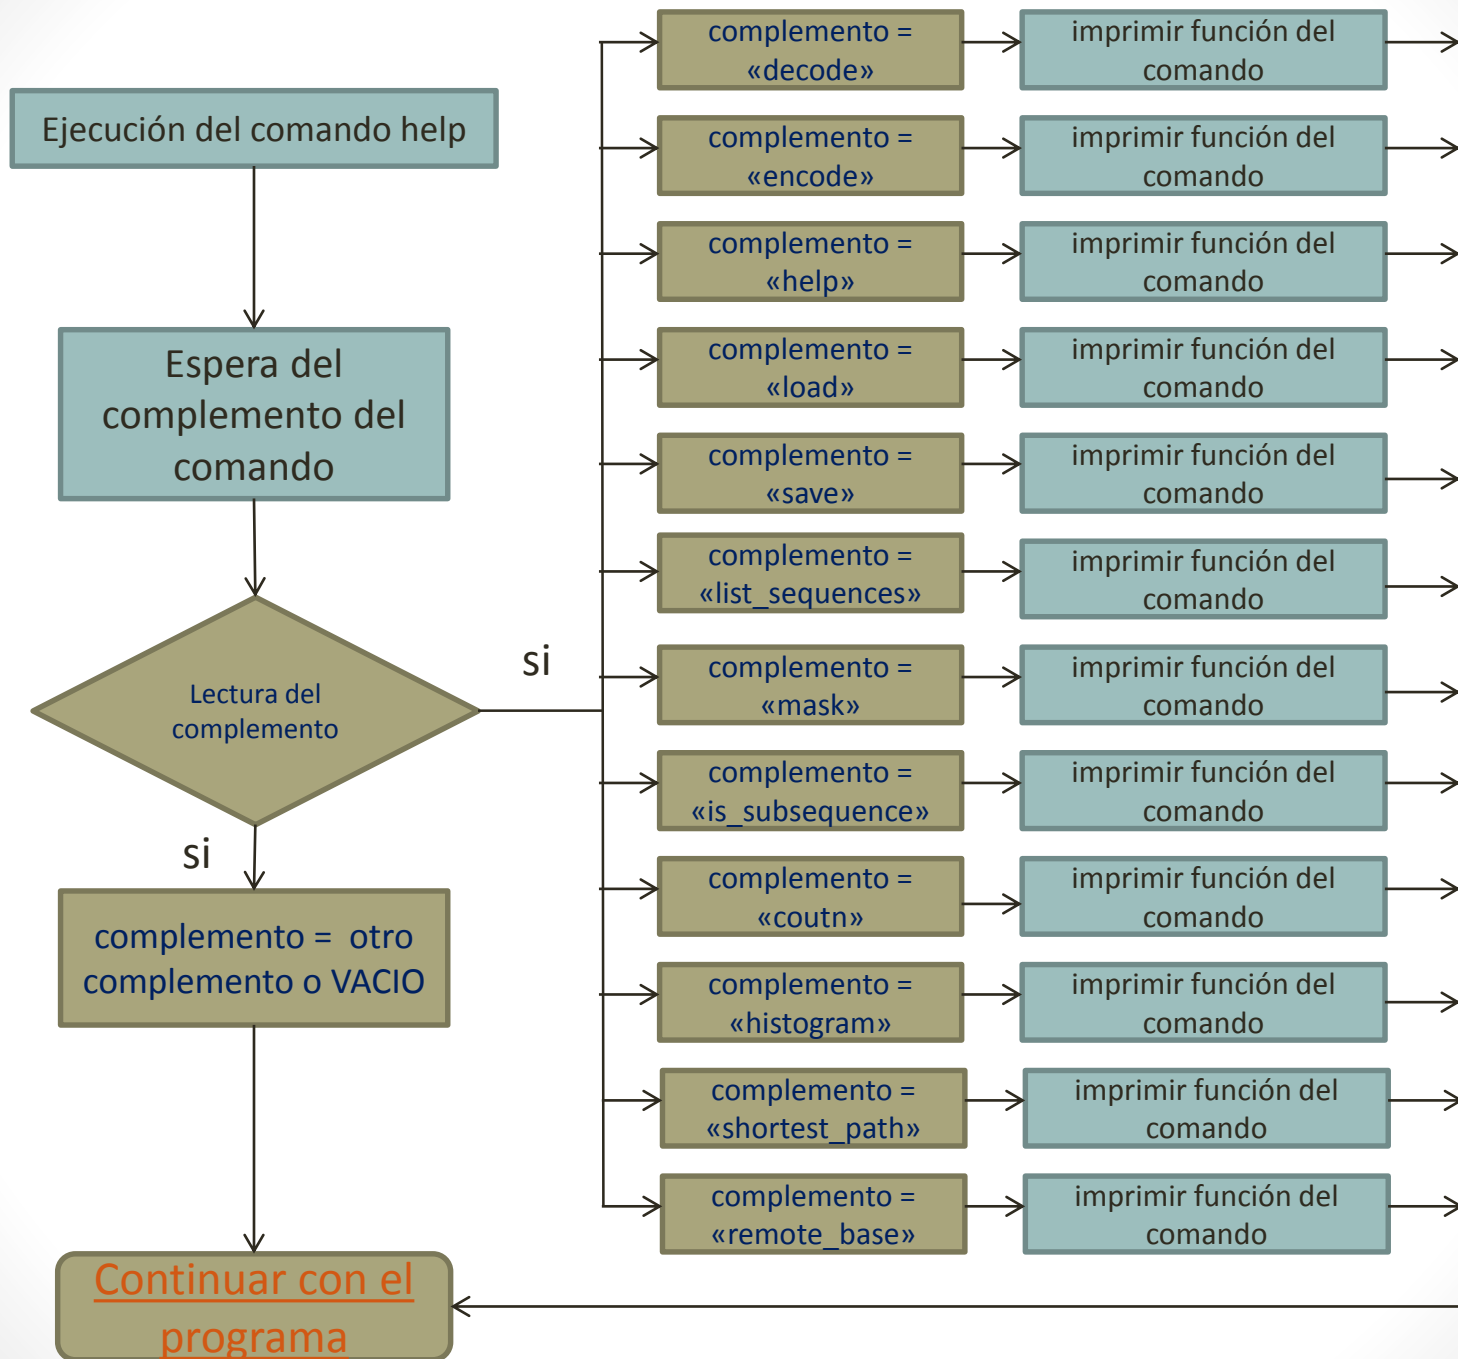 Ejecución del comando help
Espera del
complemento del
comando
Lectura del
complemento
si
si
complemento =  otro
complemento o VACIO
Continuar con el
programa
complemento =
«decode»
imprimir función del
comando
complemento =
«encode»
imprimir función del
comando
complemento =
«help»
imprimir función del
comando
complemento =
«load»
imprimir función del
comando
complemento =
«save»
imprimir función del
comando
complemento =
«list_sequences»
imprimir función del
comando
complemento =
«mask»
imprimir función del
comando
complemento =
«is_subsequence»
imprimir función del
comando
complemento =
«coutn»
imprimir función del
comando
complemento =
«histogram»
imprimir función del
comando
complemento =
«shortest_path»
imprimir función del
comando
complemento =
«remote_base»
imprimir función del
comando